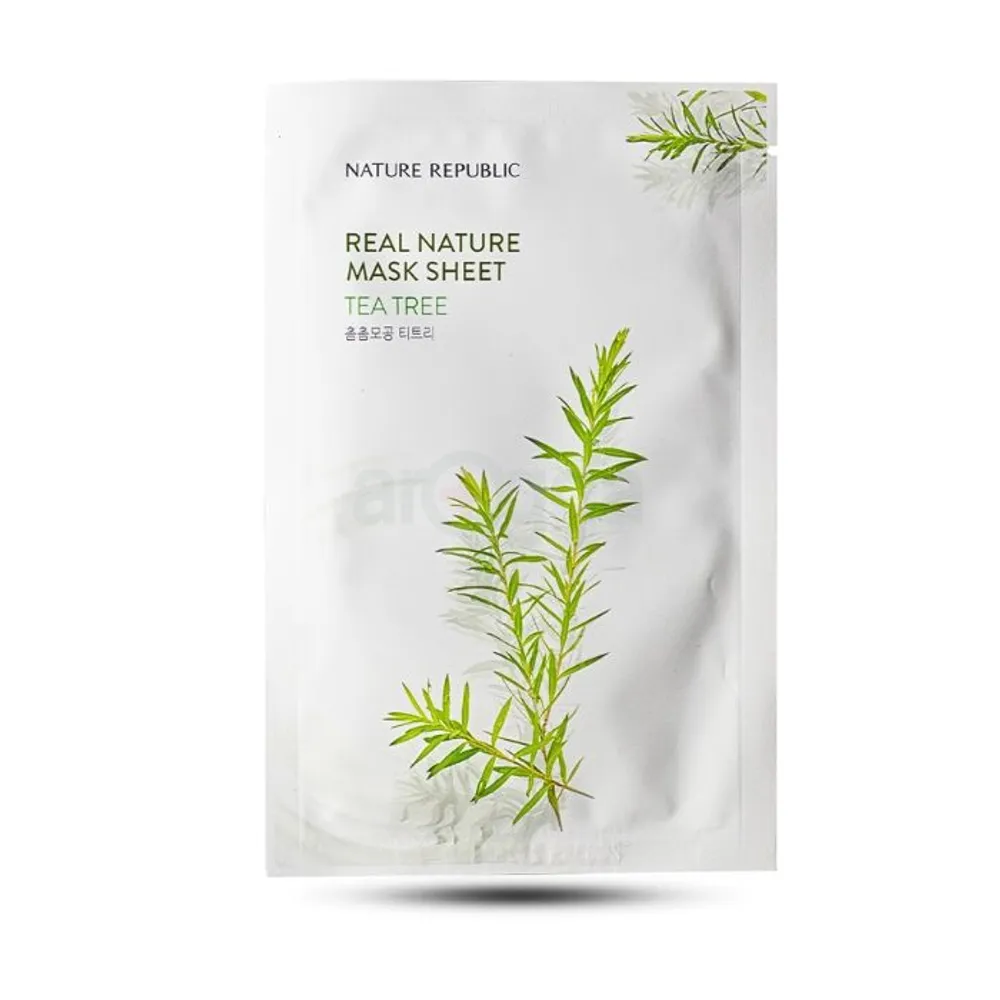 NATURE REPUBLIC
REAL NATURE
MASK SHEET
TEA TREE
촘촘모공 티트리